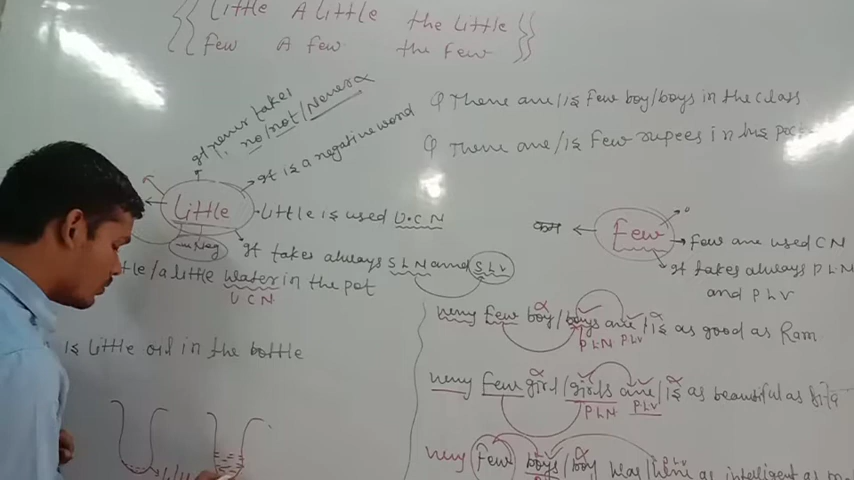 Little A Little the Little
Few A few the few
It never takes
no/not/Never
It is a negative word
Little
Little is used U.C.N
It takes always S L N and S L V
/a little water in the pot
U C N
is Little oil in the bottle
Q There are/is few boy/boys in the class
Q There are/is Few rupees in his
Few
few are used CN
It takes always P L N
and P L V
very few boy/boys are/is as good as Ram
P L N P L V
very few girl/girls are/is as beautiful as
P L N P L V
very Few boys/boy was/were as intelligent as